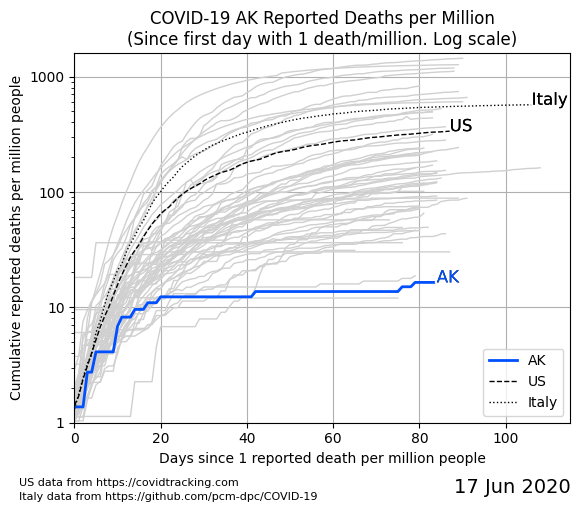 COVID-19 AK Reported Deaths per Million
(Since first day with 1 death/million. Log scale)
Cumulative reported deaths per million people
1000
100
10
1
Italy
US
AK
AK
US
Italy
0
20
40
60
80
100
Days since 1 reported death per million people
US data from https://covidtracking.com
Italy data from https://github.com/pcm-dpc/COVID-19
17 Jun 2020